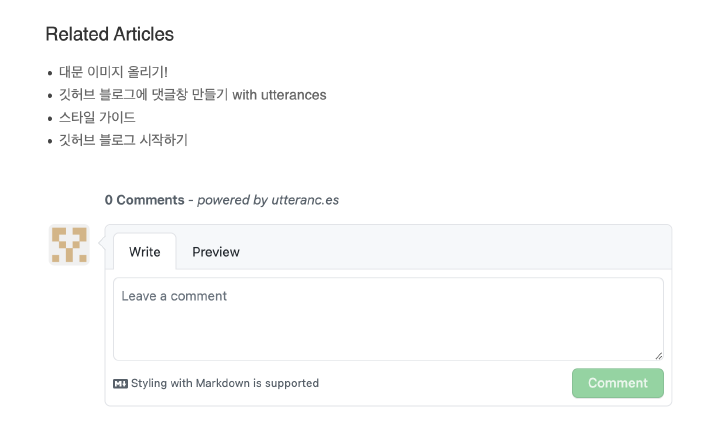 Related Articles
대문 이미지 올리기!
깃허브 블로그에 댓글창 만들기 with utterances
스타일 가이드
깃허브 블로그 시작하기
0 Comments - powered by utteranc.es
Write Preview
Leave a comment
M↓ Styling with Markdown is supported
Comment